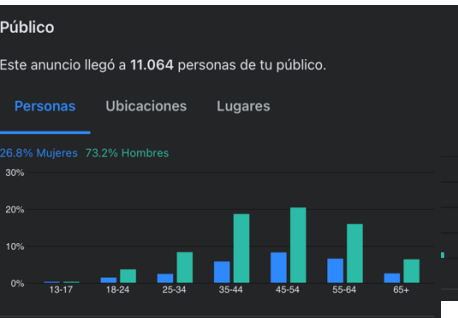 Público
Este anuncio llegó a 11.064 personas de tu público.
Personas Ubicaciones Lugares
26.8% Mujeres 73.2% Hombres
30%
20%
10%
0%
13-17 18-24 25-34 35-44 45-54 55-64 65+